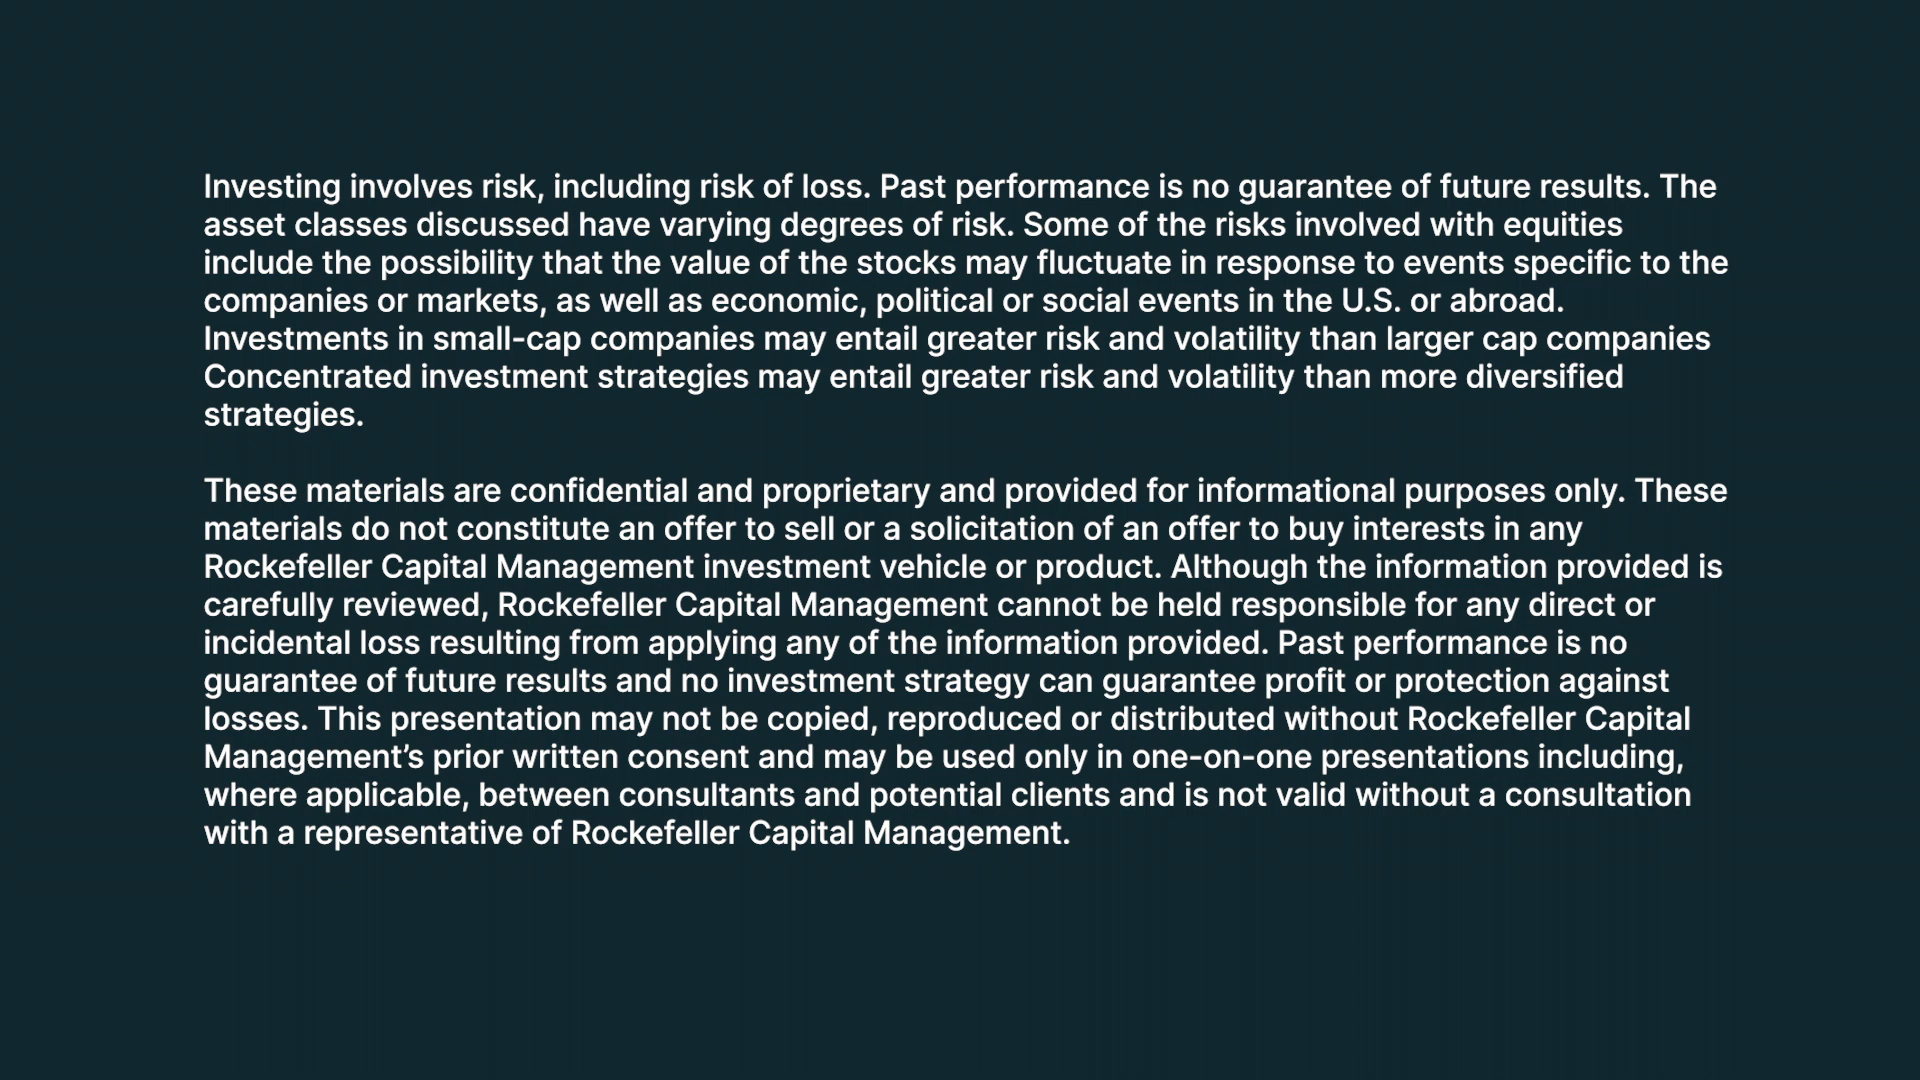 Investing involves risk, including risk of loss. Past performance is no guarantee of future results. The
asset classes discussed have varying degrees of risk. Some of the risks involved with equities
include the possibility that the value of the stocks may fluctuate in response to events specific to the
companies or markets, as well as economic, political or social events in the U.S. or abroad.
Investments in small-cap companies may entail greater risk and volatility than larger cap companies
Concentrated investment strategies may entail greater risk and volatility than more diversified
strategies.
These materials are confidential and proprietary and provided for informational purposes only. These
materials do not constitute an offer to sell or a solicitation of an offer to buy interests in any
Rockefeller Capital Management investment vehicle or product. Although the information provided is
carefully reviewed, Rockefeller Capital Management cannot be held responsible for any direct or
incidental loss resulting from applying any of the information provided. Past performance is no
guarantee of future results and no investment strategy can guarantee profit or protection against
losses. This presentation may not be copied, reproduced or distributed without Rockefeller Capital
Management’s prior written consent and may be used only in one-on-one presentations including,
where applicable, between consultants and potential clients and is not valid without a consultation
with a representative of Rockefeller Capital Management.